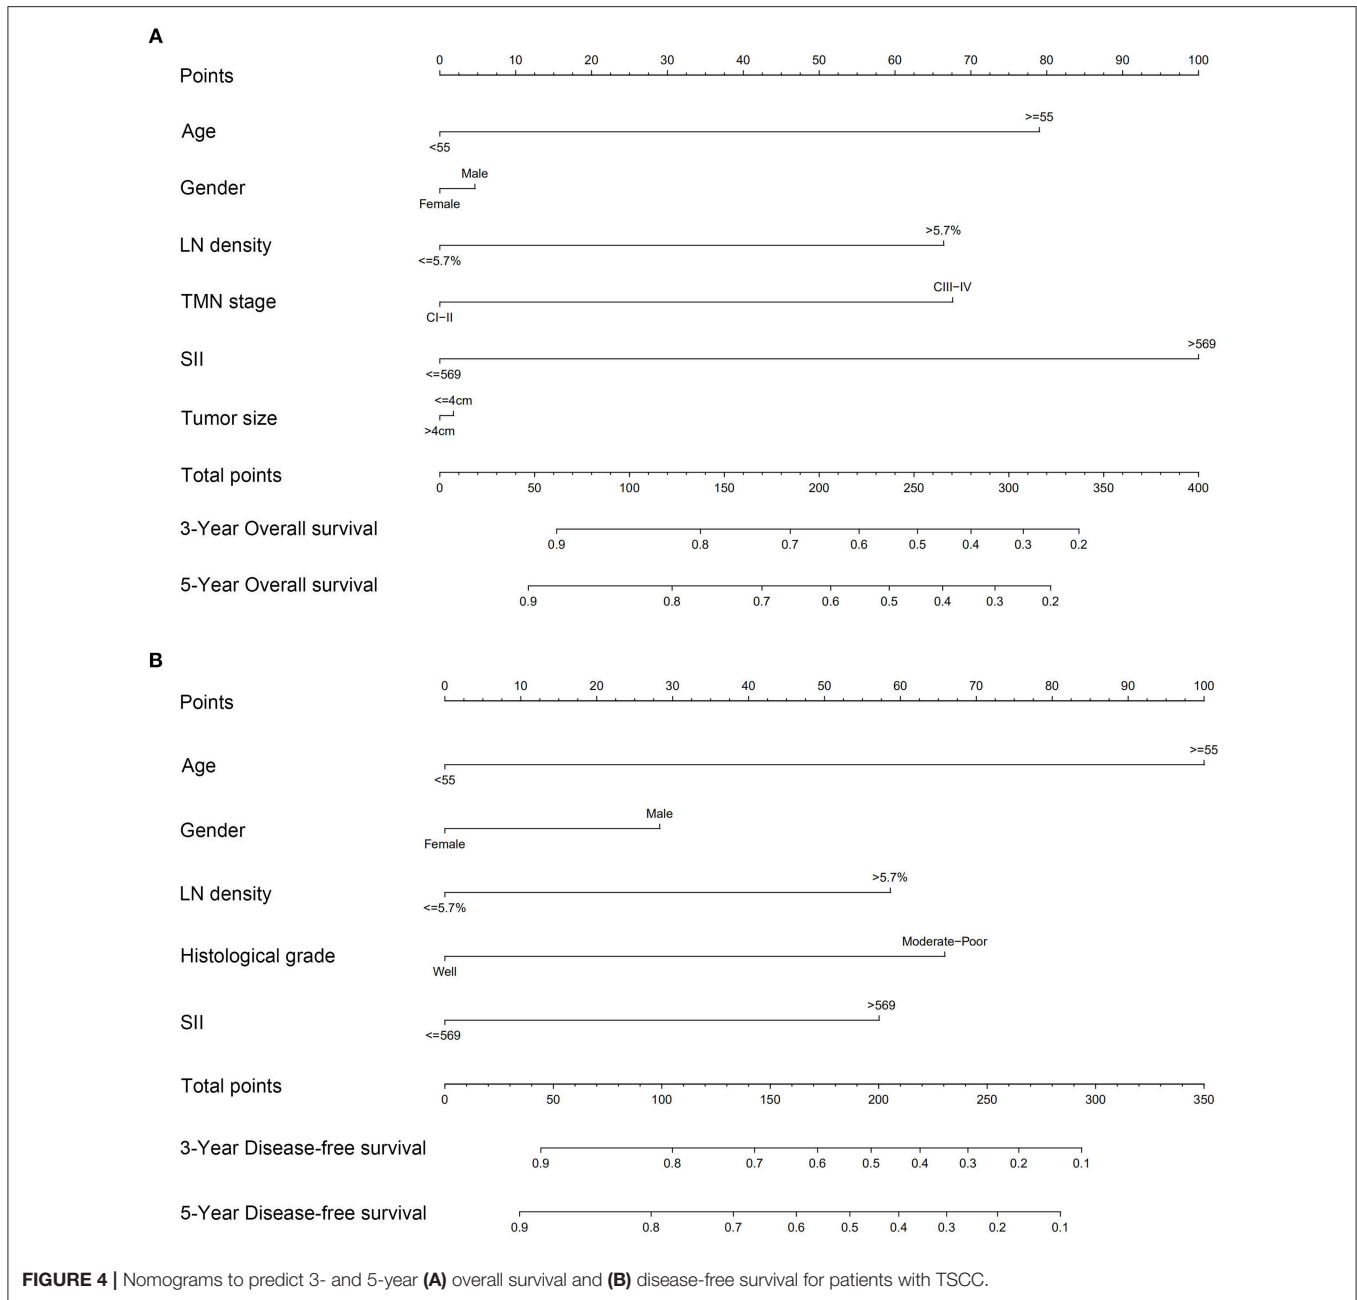 A
0 10 20 30 40 50 60 70 80 90 100
Points
>=55
Age
<55
Male
Gender
Female
>5.7%
LN density
<=5.7%
CIII−IV
TMN stage
CI−II
>569
SII
<=569
<=4cm
Tumor size
>4cm
Total points
0 50 100 150 200 250 300 350 400
3-Year Overall survival
0.9 0.8 0.7 0.6 0.5 0.4 0.3 0.2
5-Year Overall survival
0.9 0.8 0.7 0.6 0.5 0.4 0.3 0.2
B
0 10 20 30 40 50 60 70 80 90 100
Points
>=55
Age
<55
Male
Gender
Female
>5.7%
LN density
<=5.7%
Moderate−Poor
Histological grade
Well
>569
SII
<=569
Total points
0 50 100 150 200 250 300 350
3-Year Disease-free survival
0.9 0.8 0.7 0.6 0.5 0.4 0.3 0.2 0.1
5-Year Disease-free survival
0.9 0.8 0.7 0.6 0.5 0.4 0.3 0.2 0.1
FIGURE 4 | Nomograms to predict 3- and 5-year (A) overall survival and (B) disease-free survival for patients with TSCC.